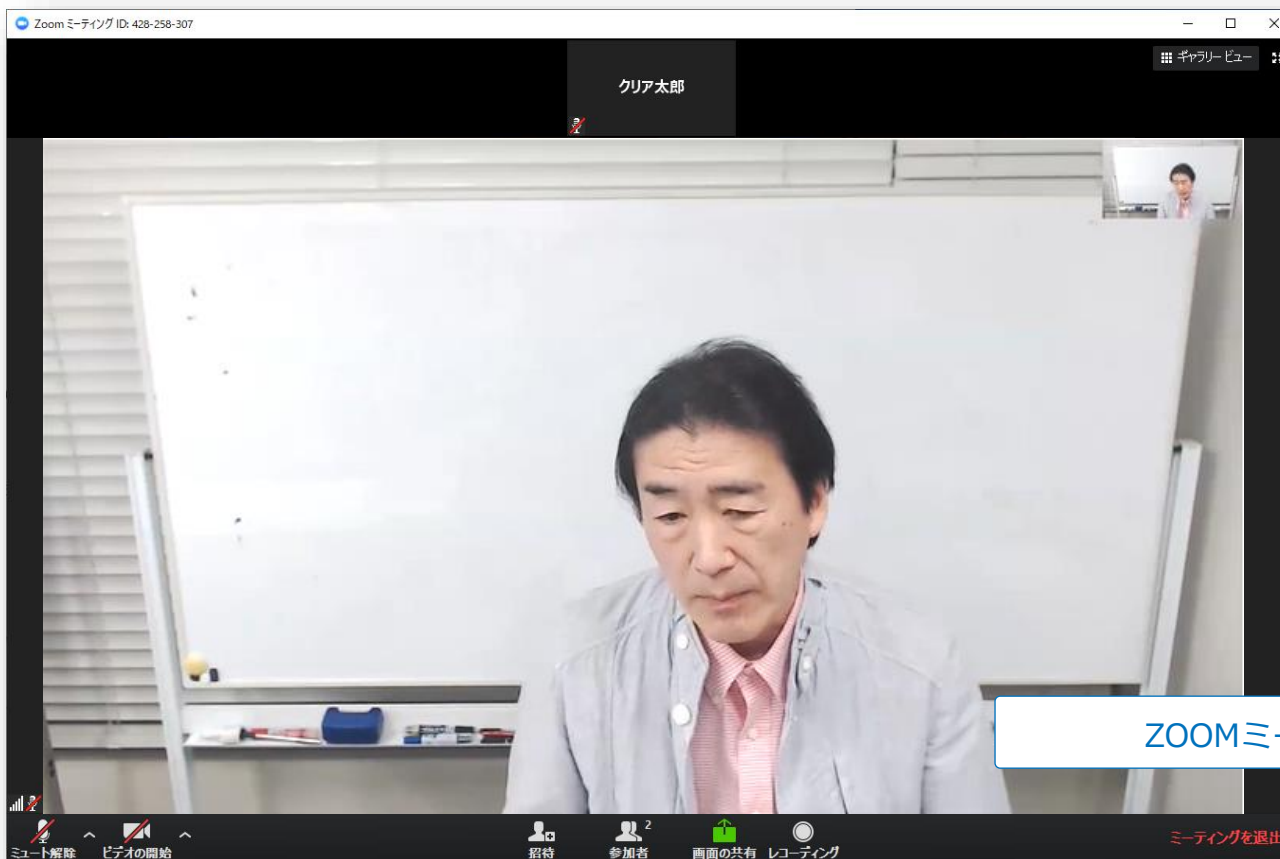 Zoom ミーティング ID: 428-258-307
ギャラリー ビュー
クリア太郎
ZOOMミー
ミュート解除
ビデオの開始
招待
参加者
2
画面の共有
レコーディング
ミーティングを退出